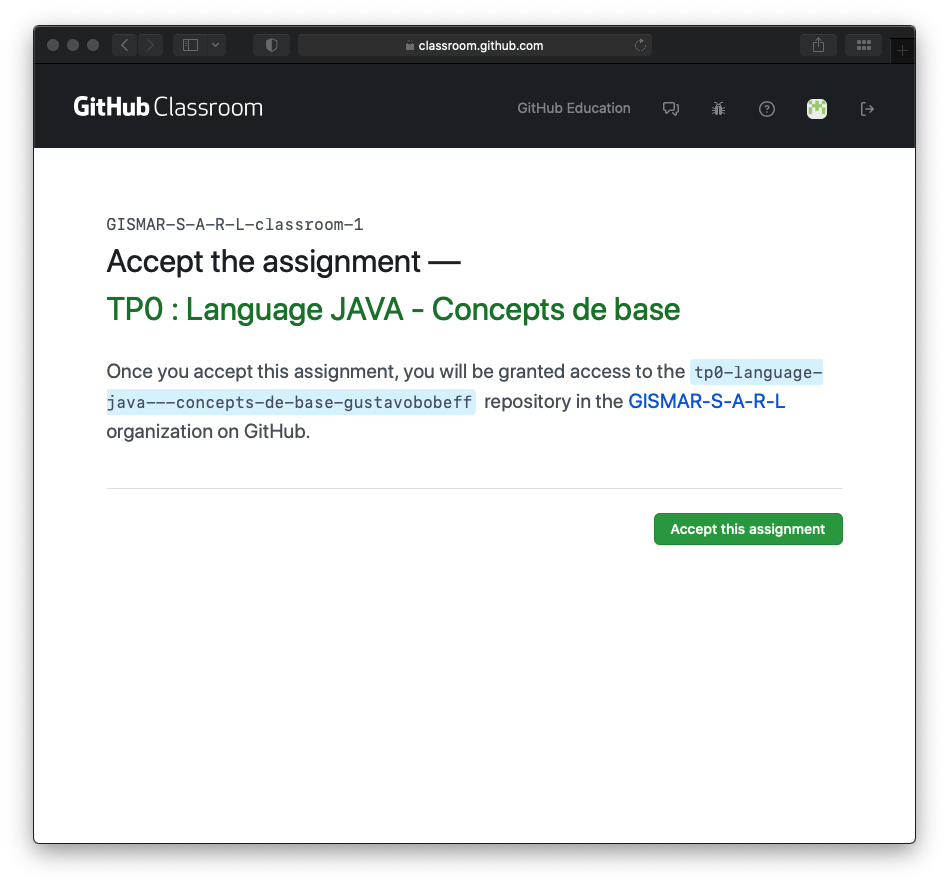 classroom.github.com
GitHub Classroom
GitHub Education
GISMAR-S-A-R-L-classroom-1
Accept the assignment —
TP0 : Language JAVA - Concepts de base
Once you accept this assignment, you will be granted access to the tp0-language-
java---concepts-de-base-gustavobobeff repository in the GISMAR-S-A-R-L
organization on GitHub.
Accept this assignment